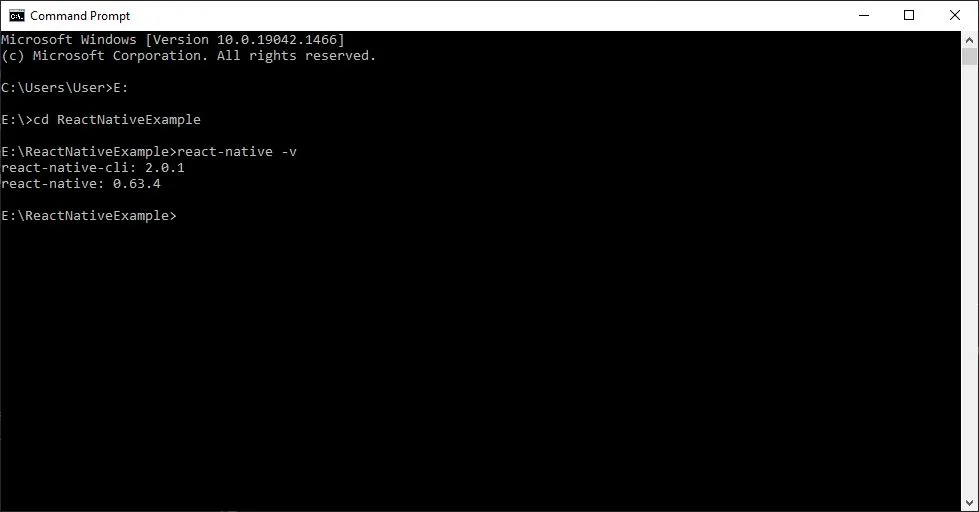 Command Prompt
Microsoft Windows [Version 10.0.19042.1466]
(c) Microsoft Corporation. All rights reserved.
C:\Users\User>E:
E:\>cd ReactNativeExample
E:\ReactNativeExample>react-native -v
react-native-cli: 2.0.1
react-native: 0.63.4
E:\ReactNativeExample>